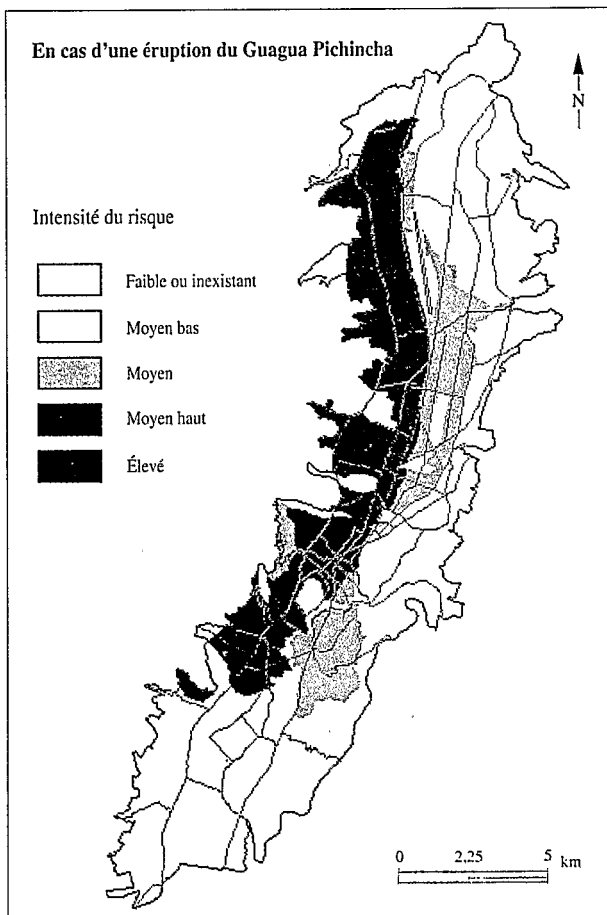 En cas d'une éruption du Guagua Pichincha
N
Intensité du risque
Faible ou inexistant
Moyen bas
Moyen
Moyen haut
Élevé
0 2,25 5 km